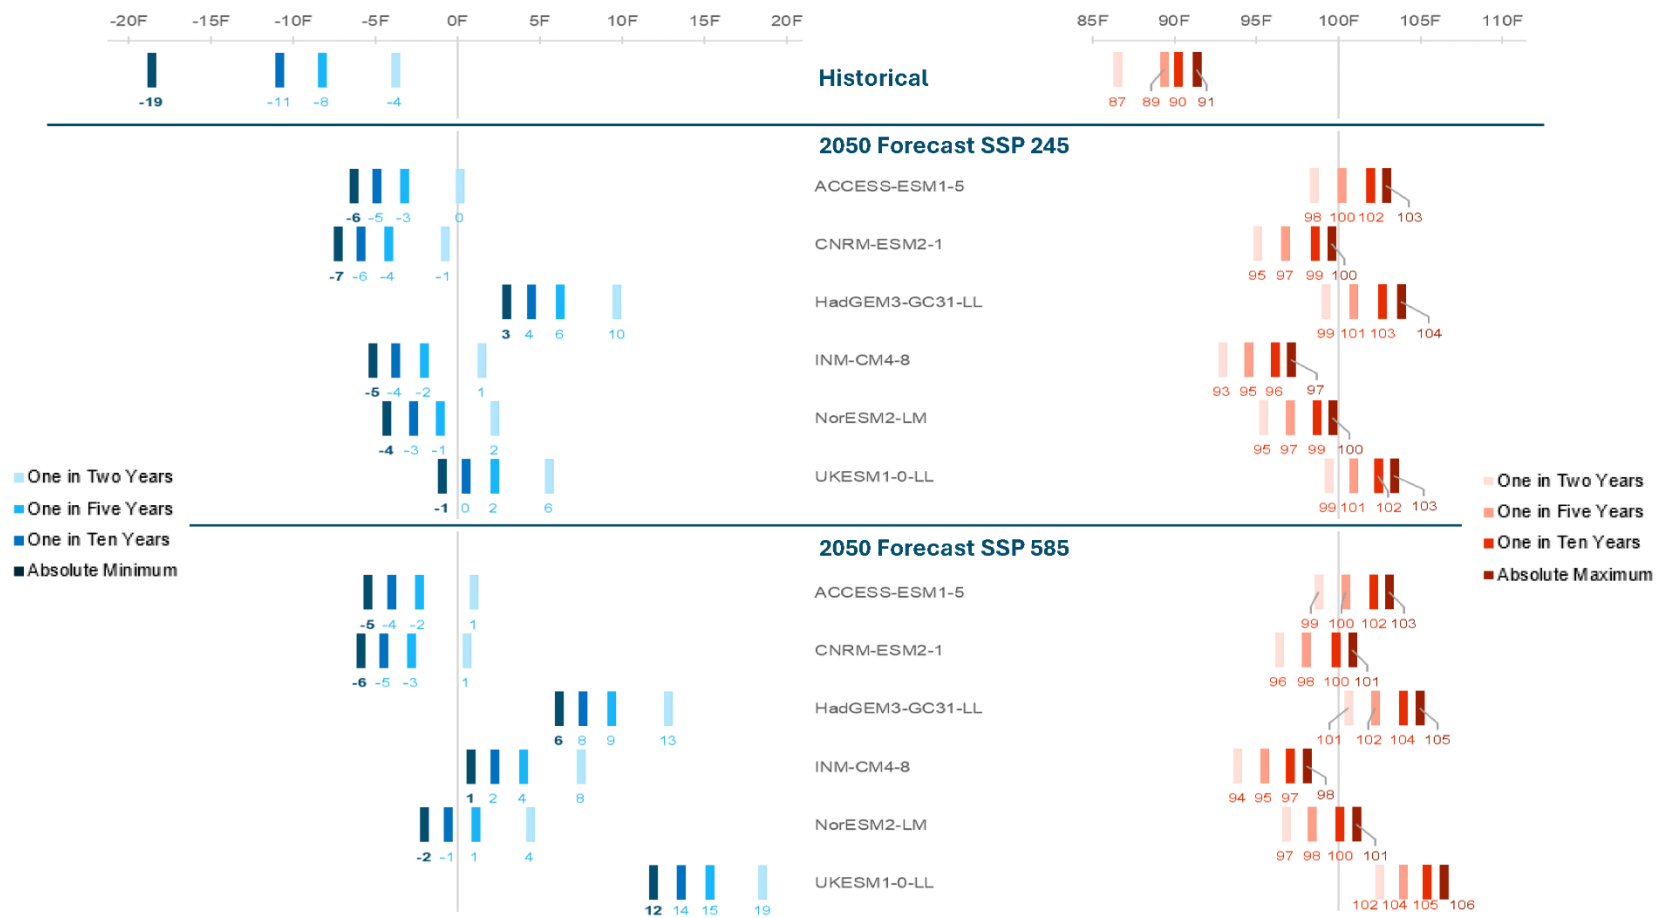 -20F -15F -10F -5F 0F 5F 10F 15F 20F 85F 90F 95F 100F 105F 110F
Historical
-19 -11 -8 -4 87 89 90 91
2050 Forecast SSP 245
ACCESS-ESM1-5
-6 -5 -3 0 98 100 102 103
CNRM-ESM2-1
-7 -6 -4 -1 95 97 99 100
HadGEM3-GC31-LL
3 4 6 10 99 101 103 104
INM-CM4-8
-5 -4 -2 1 93 95 96 97
NorESM2-LM
-4 -3 -1 2 95 97 99 100
UKESM1-0-LL
-1 0 2 6 99 101 102 103
One in Two Years
One in Five Years
One in Ten Years
Absolute Minimum
One in Two Years
One in Five Years
One in Ten Years
Absolute Maximum
2050 Forecast SSP 585
ACCESS-ESM1-5
-5 -4 -2 1 99 100 102 103
CNRM-ESM2-1
-6 -5 -3 1 96 98 100 101
HadGEM3-GC31-LL
6 8 9 13 101 102 104 105
INM-CM4-8
1 2 4 8 94 95 97 98
NorESM2-LM
-2 -1 1 4 97 98 100 101
UKESM1-0-LL
12 14 15 19 102 104 105 106